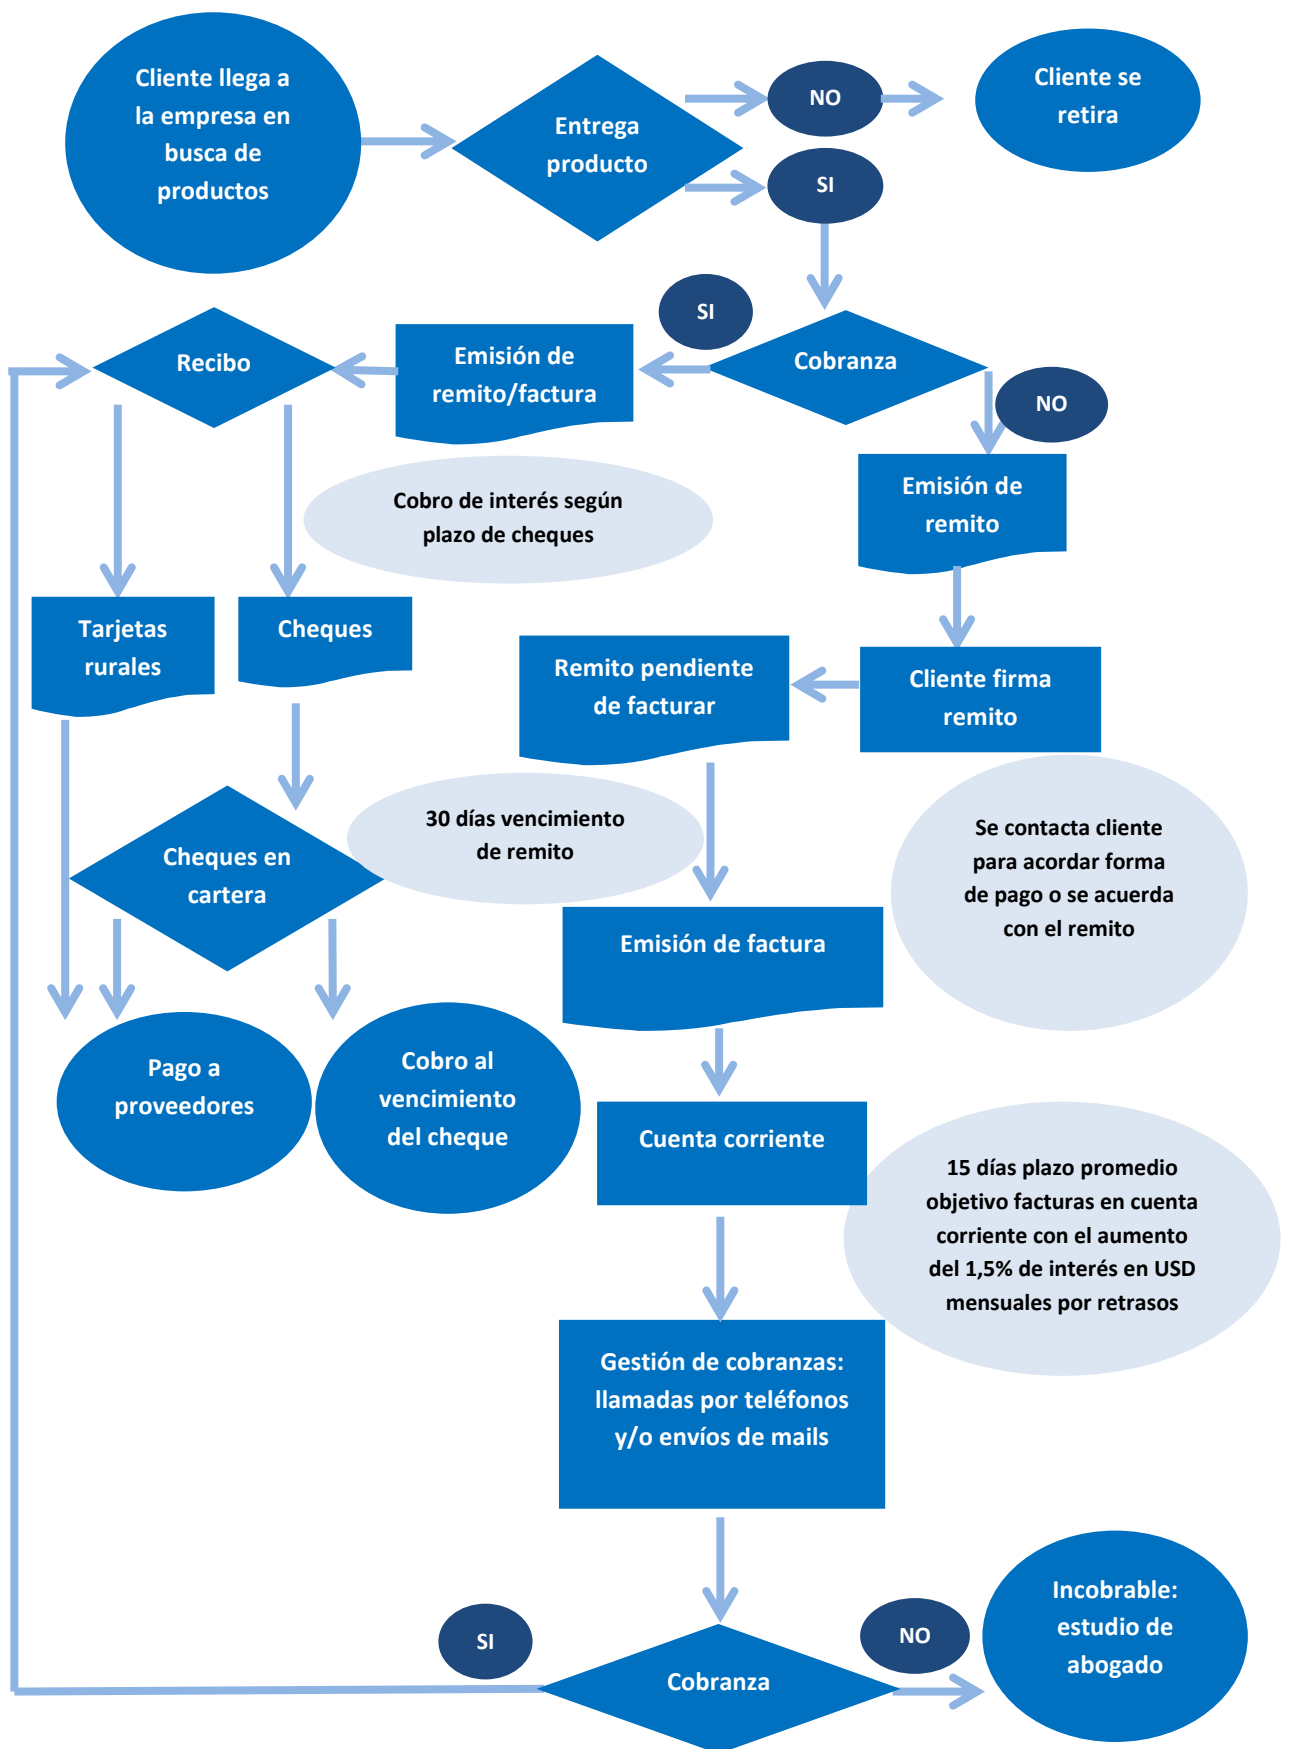 Cliente llega a
la empresa en
busca de
productos
Entrega
producto
NO
Cliente se
retira
SI
SI
Cobranza
Emisión de
remito/factura
Recibo
NO
Emisión de
remito
Cobro de interés según
plazo de cheques
Tarjetas
rurales
Cheques
Remito pendiente
de facturar
Cliente firma
remito
30 días vencimiento
de remito
Se contacta cliente
para acordar forma
de pago o se acuerda
con el remito
Cheques en
cartera
Emisión de factura
Pago a
proveedores
Cobro al
vencimiento
del cheque
Cuenta corriente
15 días plazo promedio
objetivo facturas en cuenta
corriente con el aumento
del 1,5% de interés en USD
mensuales por retrasos
Gestión de cobranzas:
llamadas por teléfonos
y/o envíos de mails
SI
Cobranza
NO
Incobrable:
estudio de
abogado